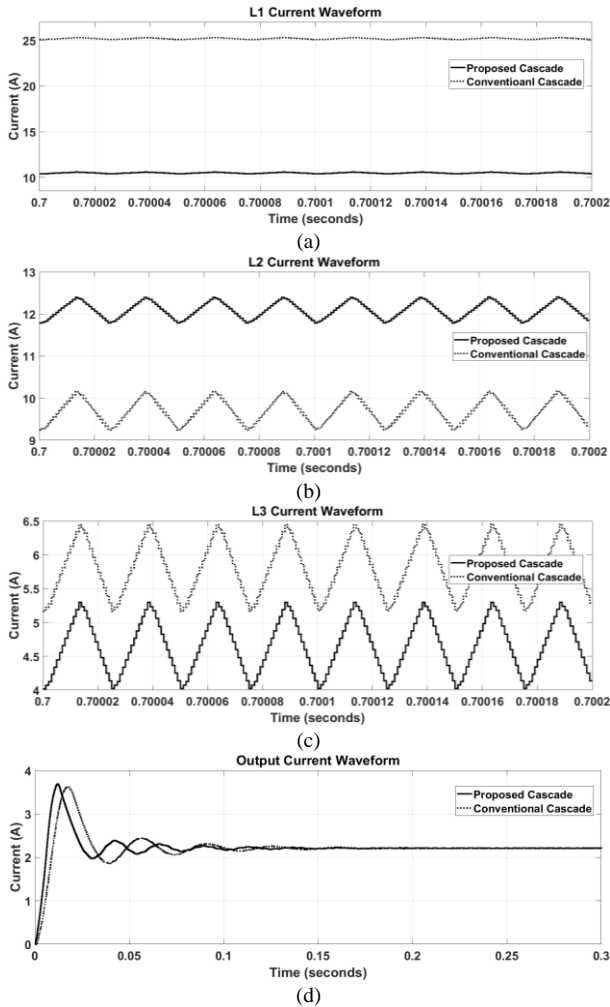 L1 Current Waveform
25
20
15
10
Current (A)
Proposed Cascade
Conventioanl Cascade
0.7 0.70002 0.70004 0.70006 0.70008 0.7001 0.70012 0.70014 0.70016 0.70018 0.7002
Time (seconds)
(a)
L2 Current Waveform
13
12
11
10
9
Current (A)
Proposed Cascade
Conventional Cascade
0.7 0.70002 0.70004 0.70006 0.70008 0.7001 0.70012 0.70014 0.70016 0.70018 0.7002
Time (seconds)
(b)
L3 Current Waveform
6.5
6
5.5
5
4.5
4
Current (A)
Proposed Cascade
Conventional Cascade
0.7 0.70002 0.70004 0.70006 0.70008 0.7001 0.70012 0.70014 0.70016 0.70018 0.7002
Time (seconds)
(c)
Output Current Waveform
4
3
2
1
0
Current (A)
Proposed Cascade
Conventional Cascade
0 0.05 0.1 0.15 0.2 0.25 0.3
Time (seconds)
(d)